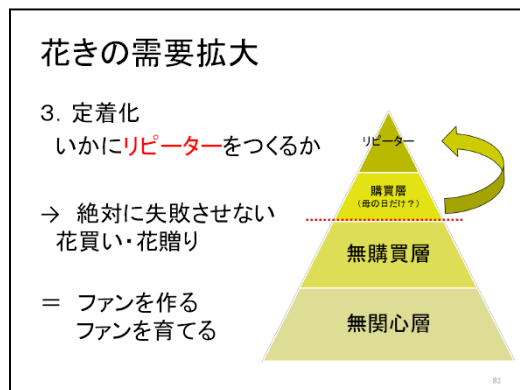 花きの需要拡大
３．定着化
いかにリピーターをつくるか
→ 絶対に失敗させない
花買い・花贈り
＝ ファンを作る
ファンを育てる
リピーター
購買層
(母の日だけ？)
無購買層
無関心層
81